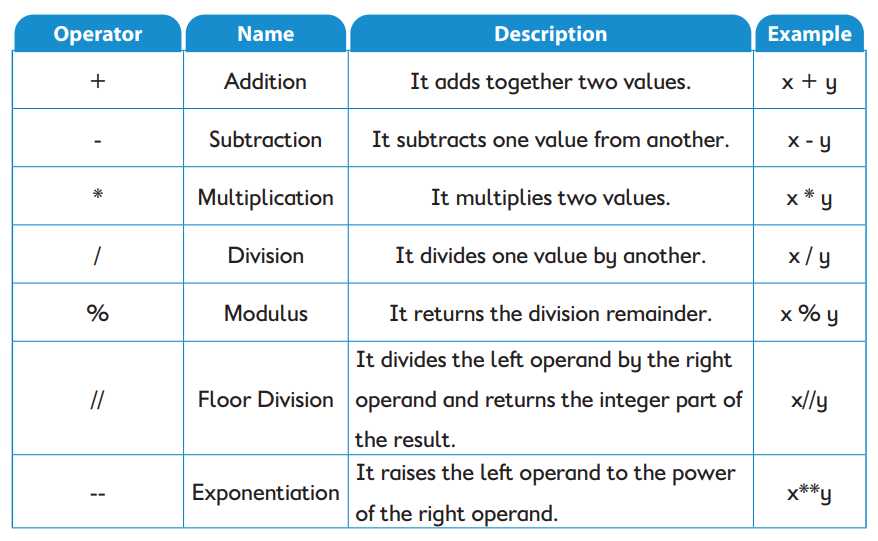 Operator Name Description Example
+ Addition It adds together two values. x + y
- Subtraction It subtracts one value from another. x - y
* Multiplication It multiplies two values. x * y
/ Division It divides one value by another. x / y
% Modulus It returns the division remainder. x % y
It divides the left operand by the right
// Floor Division operand and returns the integer part of x//y
the result.
It raises the left operand to the power
-- Exponentiation x**y
of the right operand.